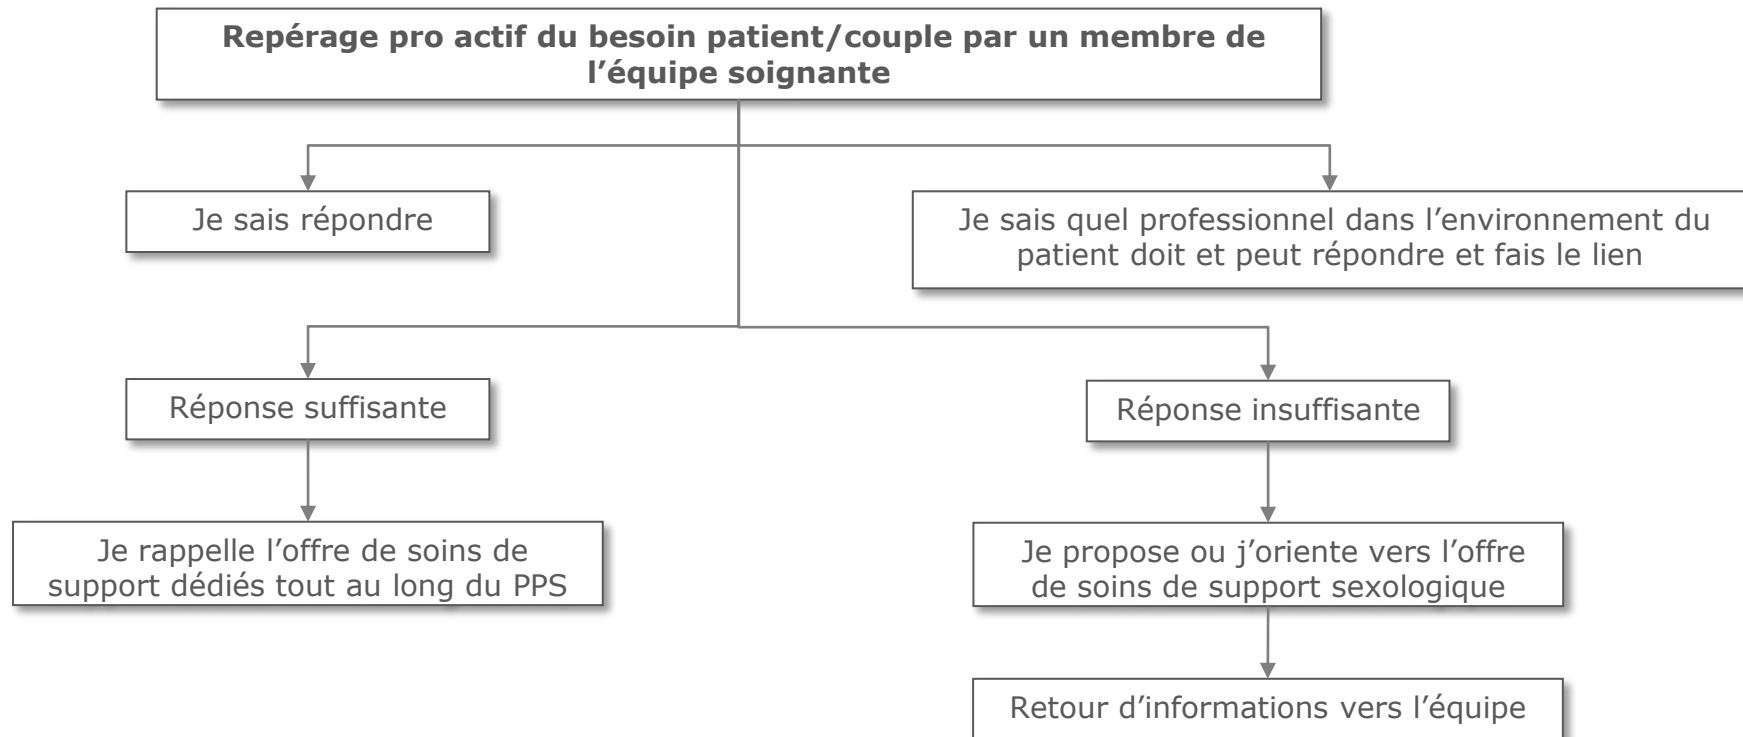 Repérage pro actif du besoin patient/couple par un membre de
l’équipe soignante
Je sais répondre
Je sais quel professionnel dans l’environnement du
patient doit et peut répondre et fais le lien
Réponse suffisante
Réponse insuffisante
Je rappelle l’offre de soins de
support dédiés tout au long du PPS
Je propose ou j’oriente vers l’offre
de soins de support sexologique
Retour d’informations vers l’équipe